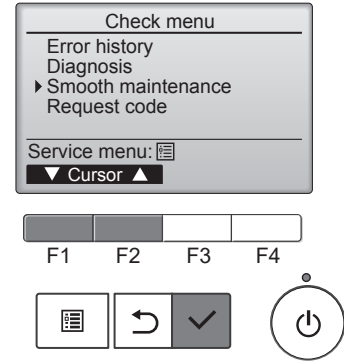 Check menu
Error history
Diagnosis
Smooth maintenance
Request code
Service menu:
▼ Cursor ▲
F1 F2 F3 F4